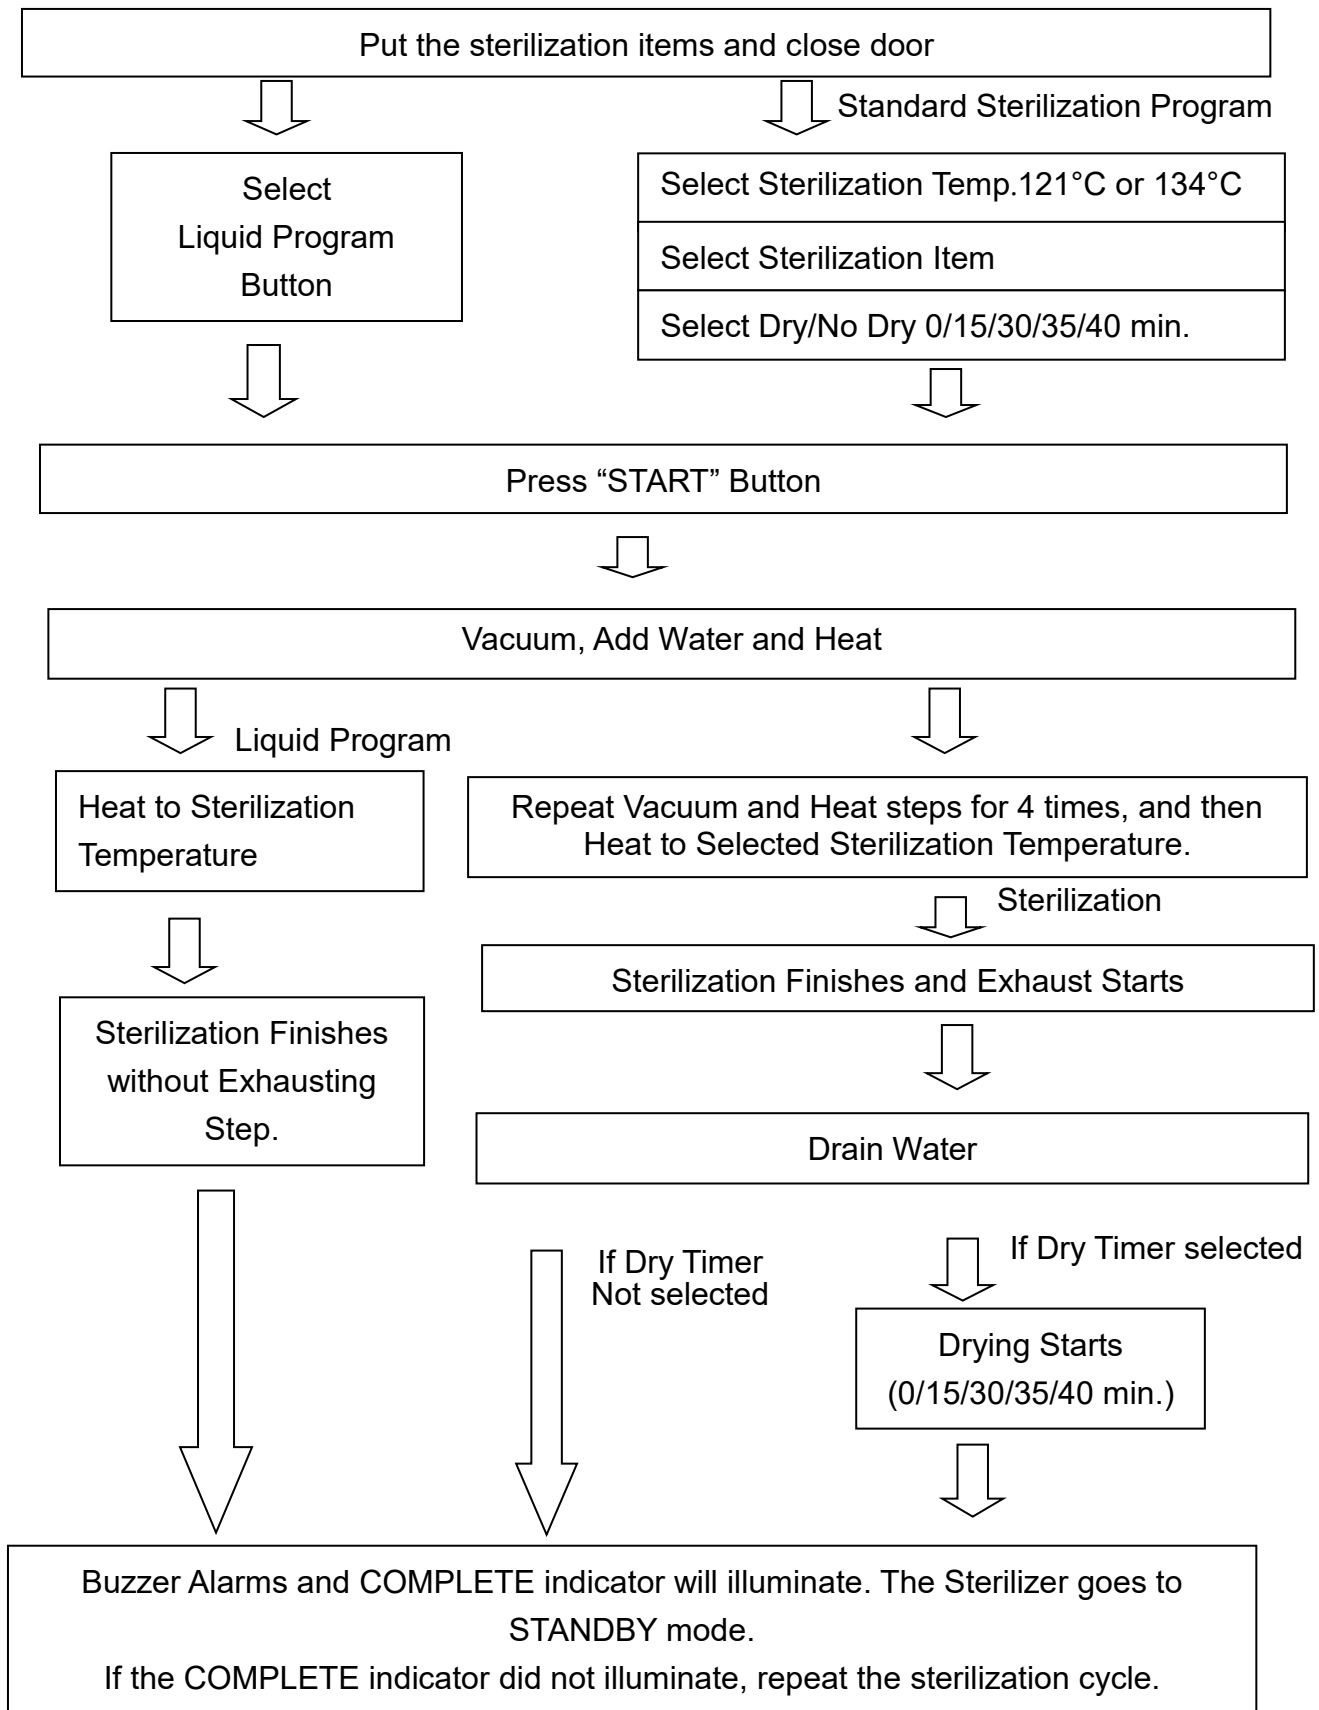 Put the sterilization items and close door
Standard Sterilization Program
Select
Liquid Program
Button
Select Sterilization Temp.121°C or 134°C
Select Sterilization Item
Select Dry/No Dry 0/15/30/35/40 min.
Press “START” Button
Vacuum, Add Water and Heat
Liquid Program
Heat to Sterilization
Temperature
Repeat Vacuum and Heat steps for 4 times, and then
Heat to Selected Sterilization Temperature.
Sterilization
Sterilization Finishes and Exhaust Starts
Sterilization Finishes
without Exhausting
Step.
Drain Water
If Dry Timer
Not selected
If Dry Timer selected
Drying Starts
(0/15/30/35/40 min.)
Buzzer Alarms and COMPLETE indicator will illuminate. The Sterilizer goes to
STANDBY mode.
If the COMPLETE indicator did not illuminate, repeat the sterilization cycle.